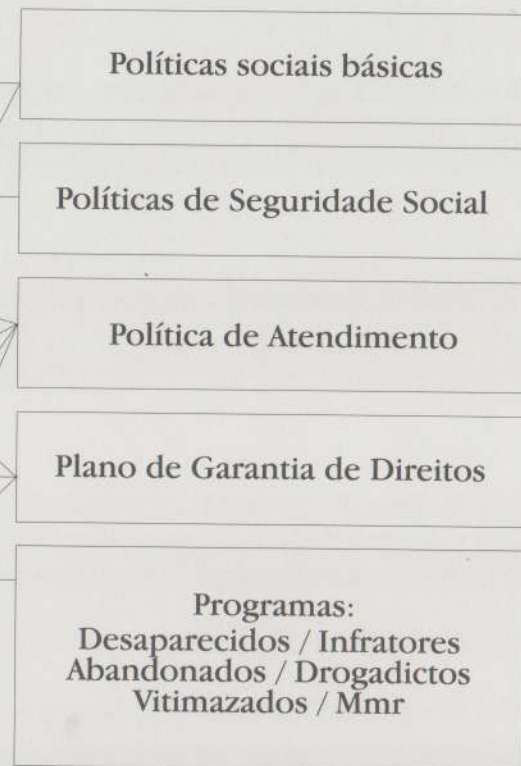 Políticas sociais básicas
Políticas de Seguridade Social
Política de Atendimento
Plano de Garantia de Direitos
Programas:
Desaparecidos / Infratores
Abandonados / Drogadictos
Vitimazados / Mmr